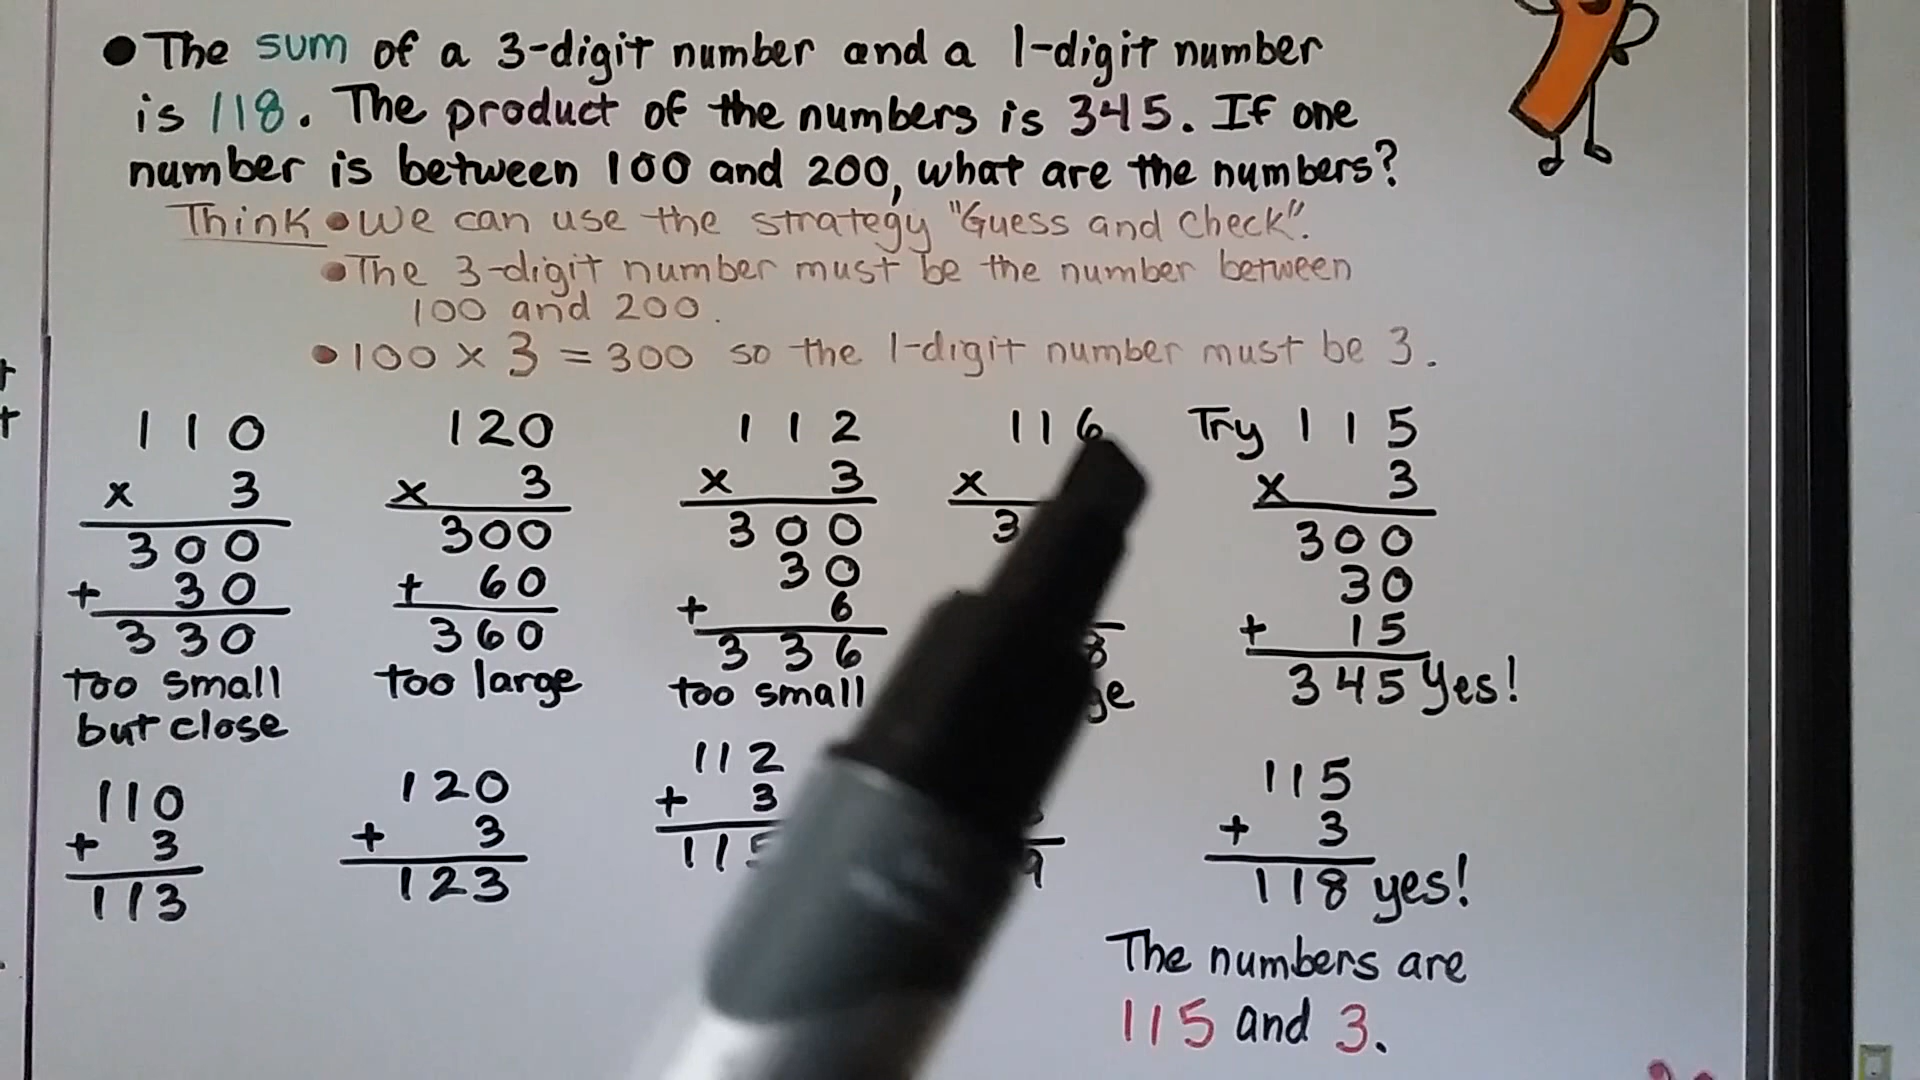 •The sum of a 3-digit number and a 1-digit number
is 118. The product of the numbers is 345. If one
number is between 100 and 200, what are the numbers?
Think •We can use the strategy "Guess and Check".
•The 3-digit number must be the number between
100 and 200.
•100 × 3 = 300 so the 1-digit number must be 3.
110
× 3
300
+ 30
330
too small
but close
110
+ 3
113
120
× 3
300
+ 60
360
too large
120
+ 3
123
112
× 3
300
30
+ 6
336
too small
112
+ 3
11
116
×
3
Try 115
× 3
300
30
+ 15
345 Yes!
115
+ 3
118 yes!
The numbers are
115 and 3.